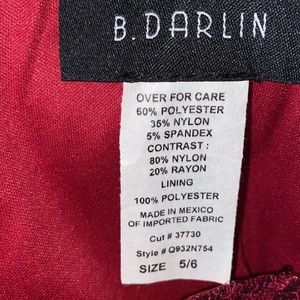 B.DARLIN
OVER FOR CARE
60% POLYESTER
35% NYLON
5% SPANDEX
CONTRAST :
80% NYLON
20% RAYON
LINING
100% POLYESTER
MADE IN MEXICO
OF IMPORTED FABRIC
Cut # 37730
Style # Q932N754
SIZE 5/6